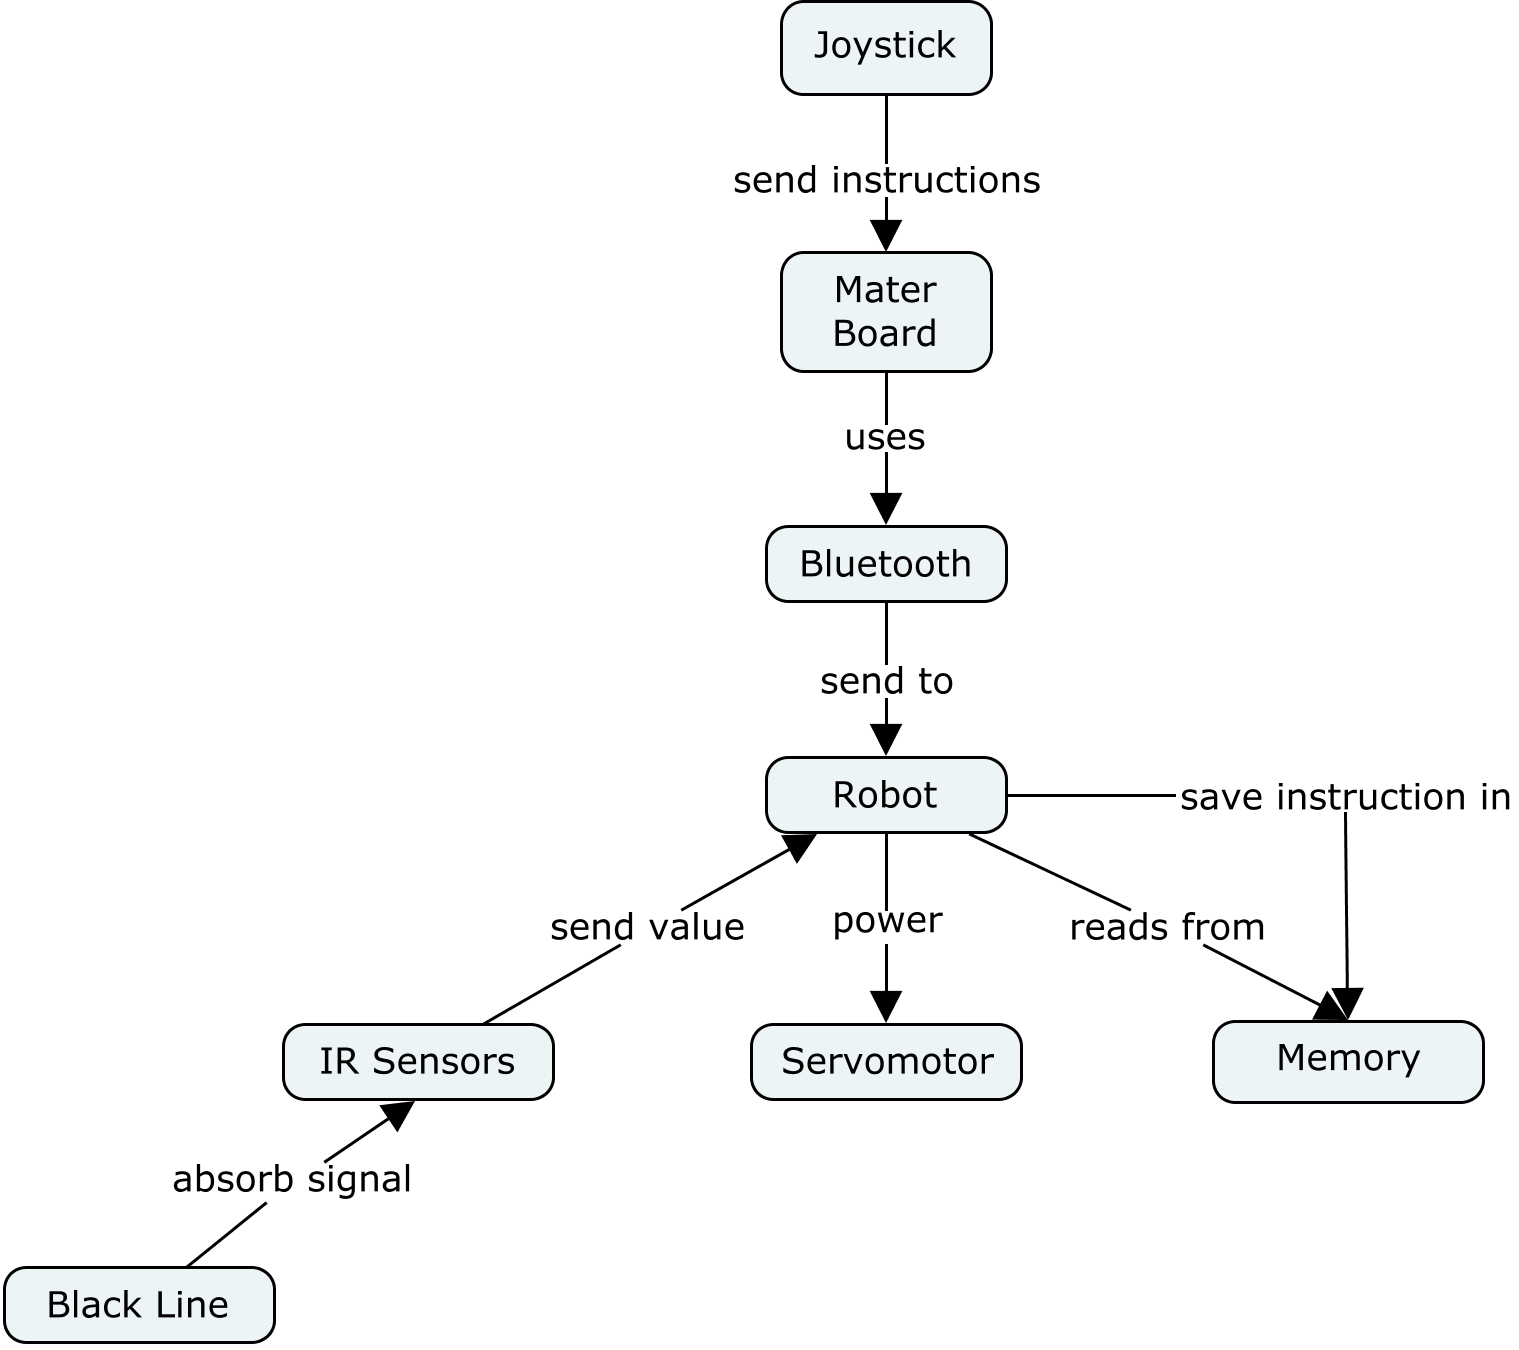 Joystick
send instructions
Mater
Board
uses
Bluetooth
send to
Robot
save instruction in
send value
power
reads from
IR Sensors
Servomotor
Memory
absorb signal
Black Line